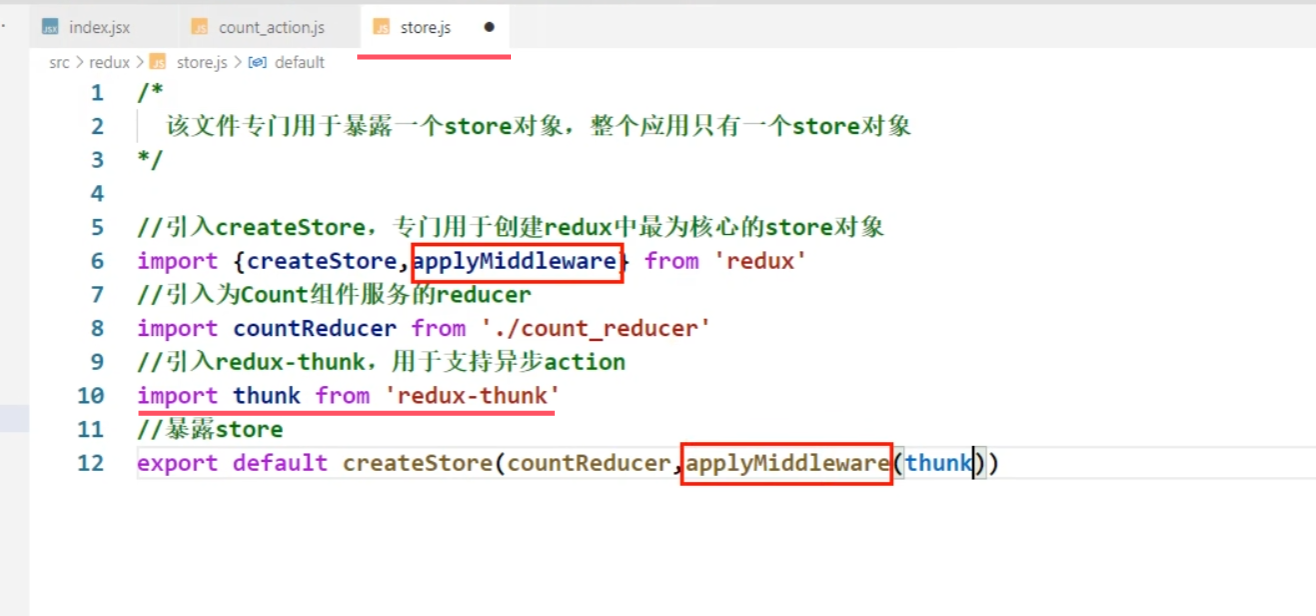 index.jsx
count_action.js
store.js
src > redux > store.js > default
1 /*
2 该文件专门用于暴露一个store对象，整个应用只有一个store对象
3 */
4
5 //引入createStore，专门用于创建redux中最为核心的store对象
6 import {createStore,applyMiddleware} from 'redux'
7 //引入为Count组件服务的reducer
8 import countReducer from './count_reducer'
9 //引入redux-thunk，用于支持异步action
10 import thunk from 'redux-thunk'
11 //暴露store
12 export default createStore(countReducer,applyMiddleware(thunk))